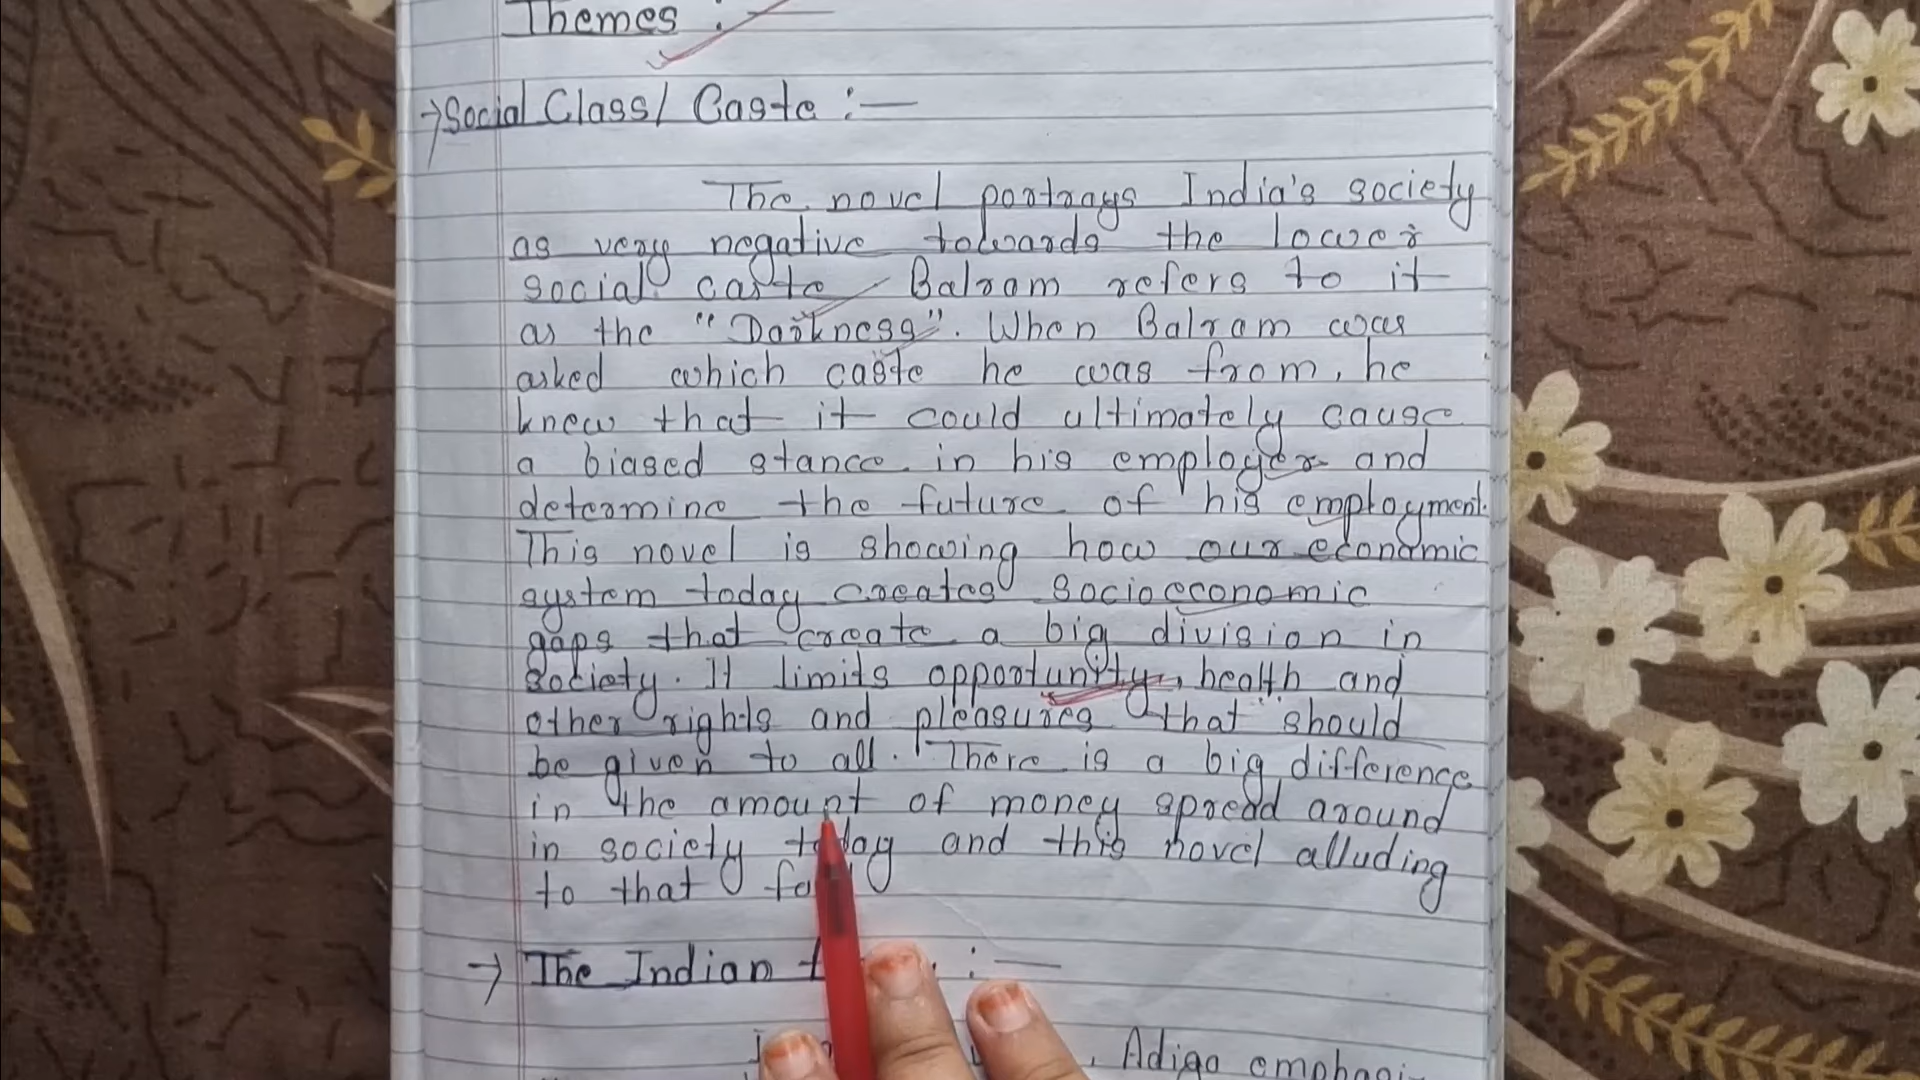 Themes :—
→ Social Class/ Caste :—
The novel portrays India's society
as very negative towards the lower
social caste Balram refers to it
as the "Darkness". When Balram was
asked which caste he was from, he
knew that it could ultimately cause
a biased stance in his employer and
determine the future of his employment.
This novel is showing how our economic
system today creates socioeconomic
gaps that create a big division in
society. It limits opportunity, health and
other rights and pleasures that should
be given to all. There is a big difference
in the amount of money spread around
in society today and this novel alluding
to that
→ The Indian :—
Adiga emphasi-